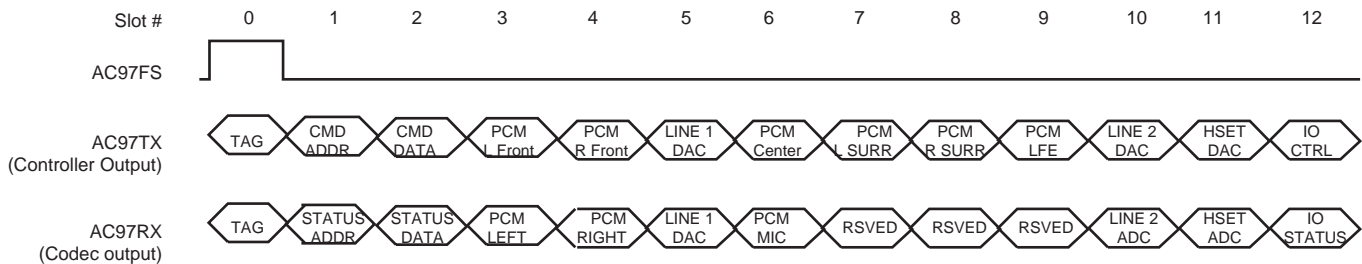 Slot # 0 1 2 3 4 5 6 7 8 9 10 11 12
AC97FS
AC97TX
(Controller Output)
TAG
CMD
ADDR
CMD
DATA
PCM
L Front
PCM
R Front
LINE 1
DAC
PCM
Center
PCM
L SURR
PCM
R SURR
PCM
LFE
LINE 2
DAC
HSET
DAC
IO
CTRL
AC97RX
(Codec output)
TAG
STATUS
ADDR
STATUS
DATA
PCM
LEFT
PCM
RIGHT
LINE 1
DAC
PCM
MIC
RSVED
RSVED
RSVED
LINE 2
ADC
HSET
ADC
IO
STATUS